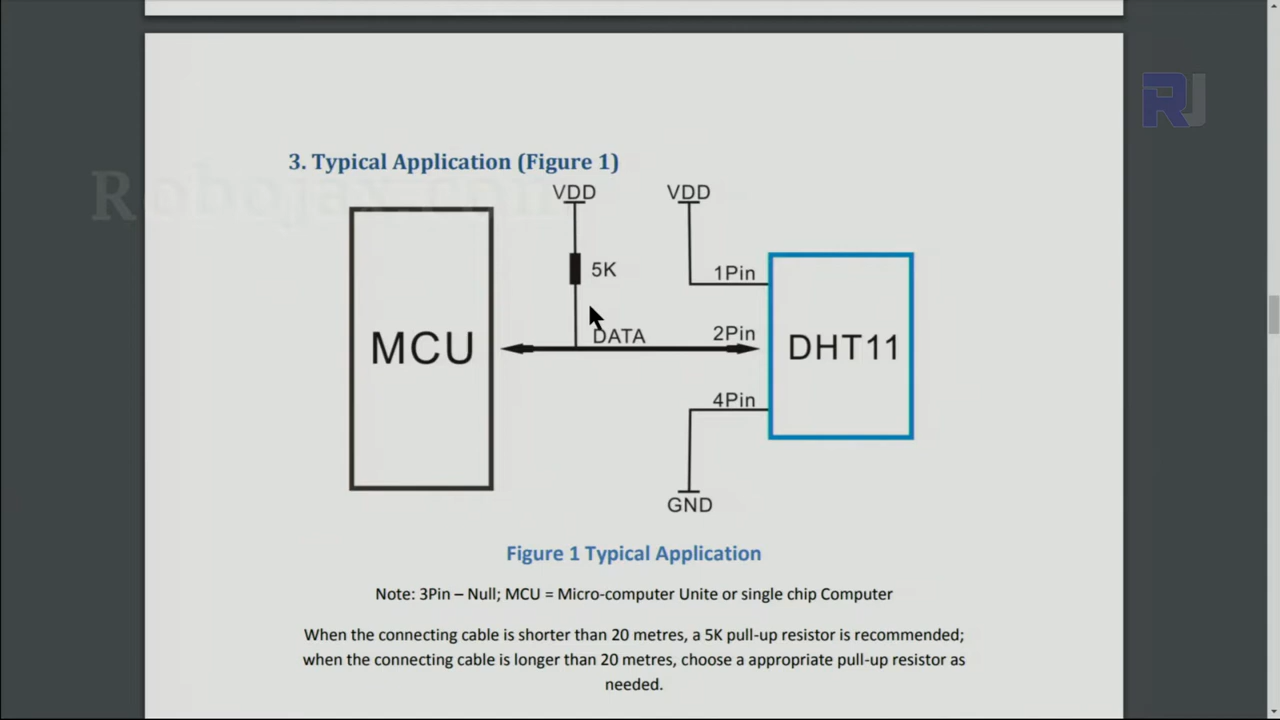 RJ
3. Typical Application (Figure 1)
Robojax.com
VDD
VDD
5K
1Pin
DATA
2Pin
MCU
DHT11
4Pin
GND
Figure 1 Typical Application
Note: 3Pin – Null; MCU = Micro-computer Unite or single chip Computer
When the connecting cable is shorter than 20 metres, a 5K pull-up resistor is recommended;
when the connecting cable is longer than 20 metres, choose a appropriate pull-up resistor as
needed.